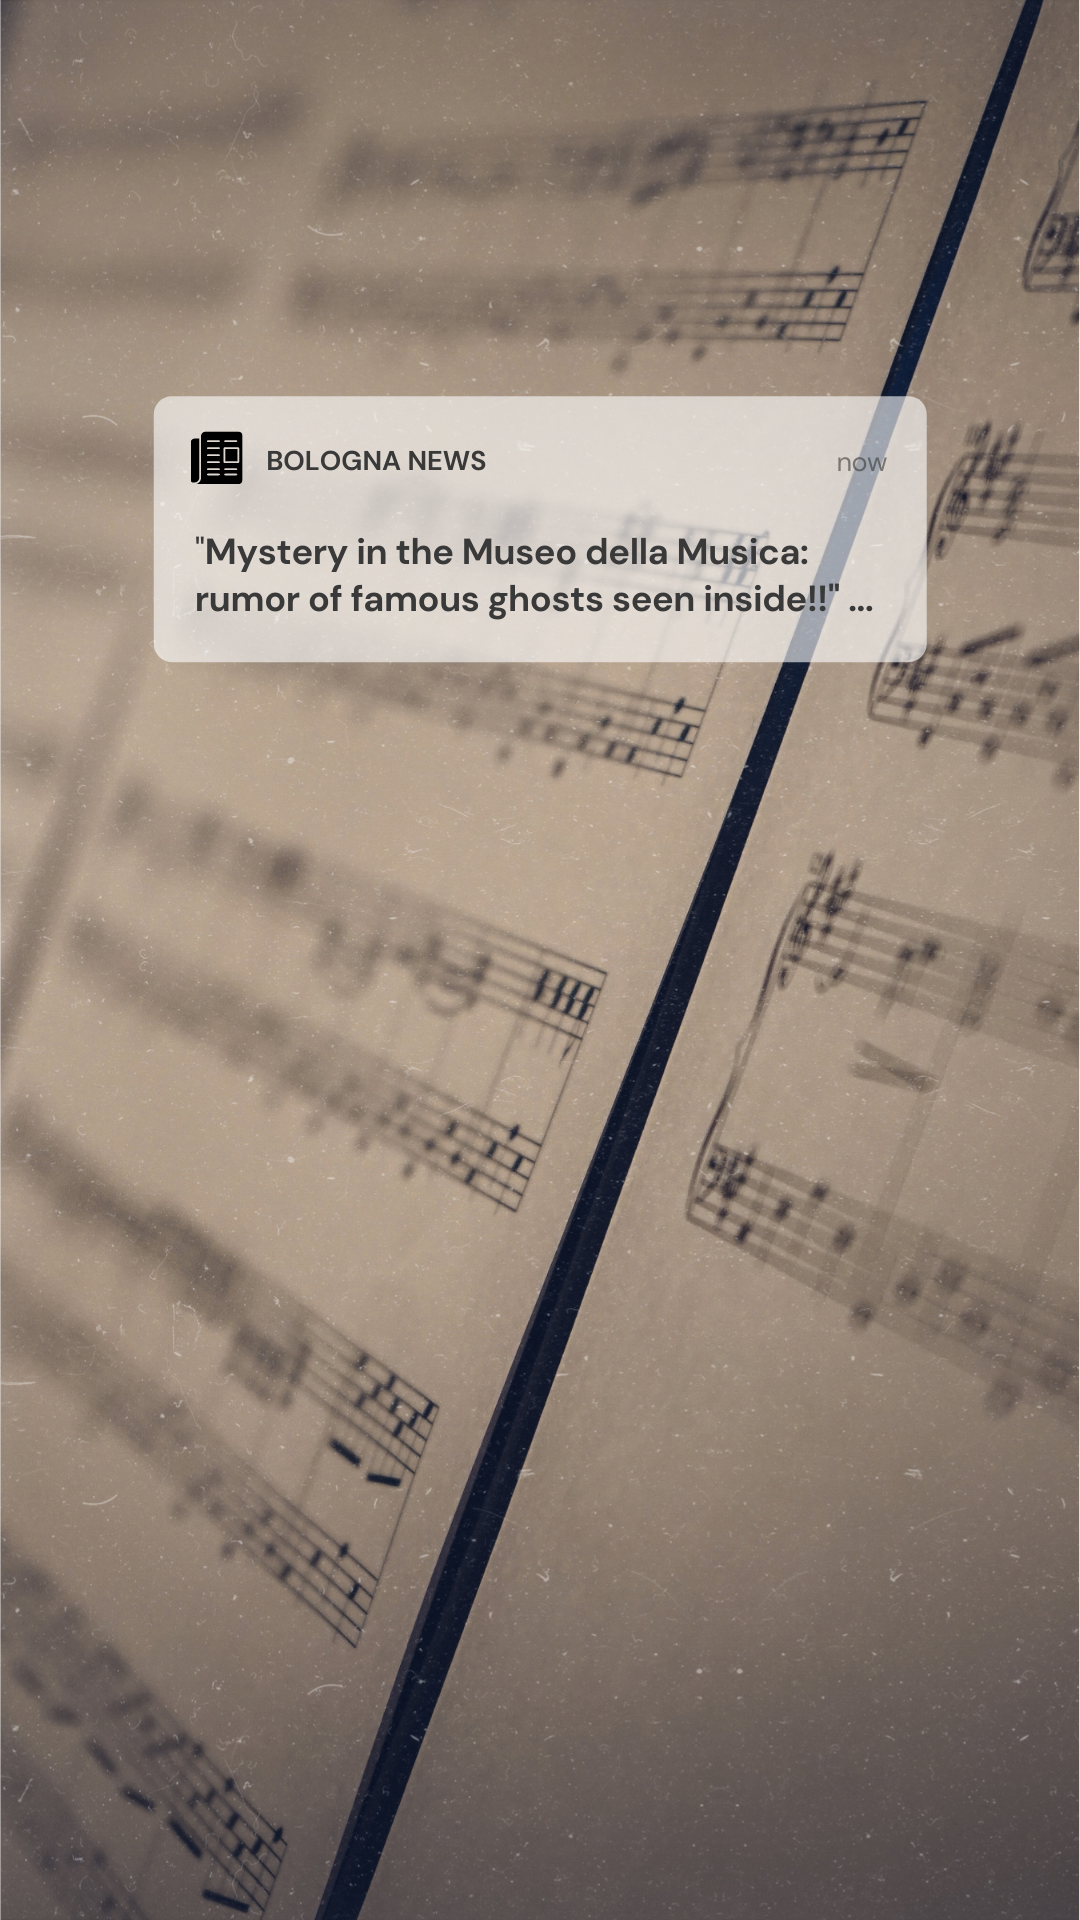 BOLOGNA NEWS
now
"Mystery in the Museo della Musica:
rumor of famous ghosts seen inside!!" ...